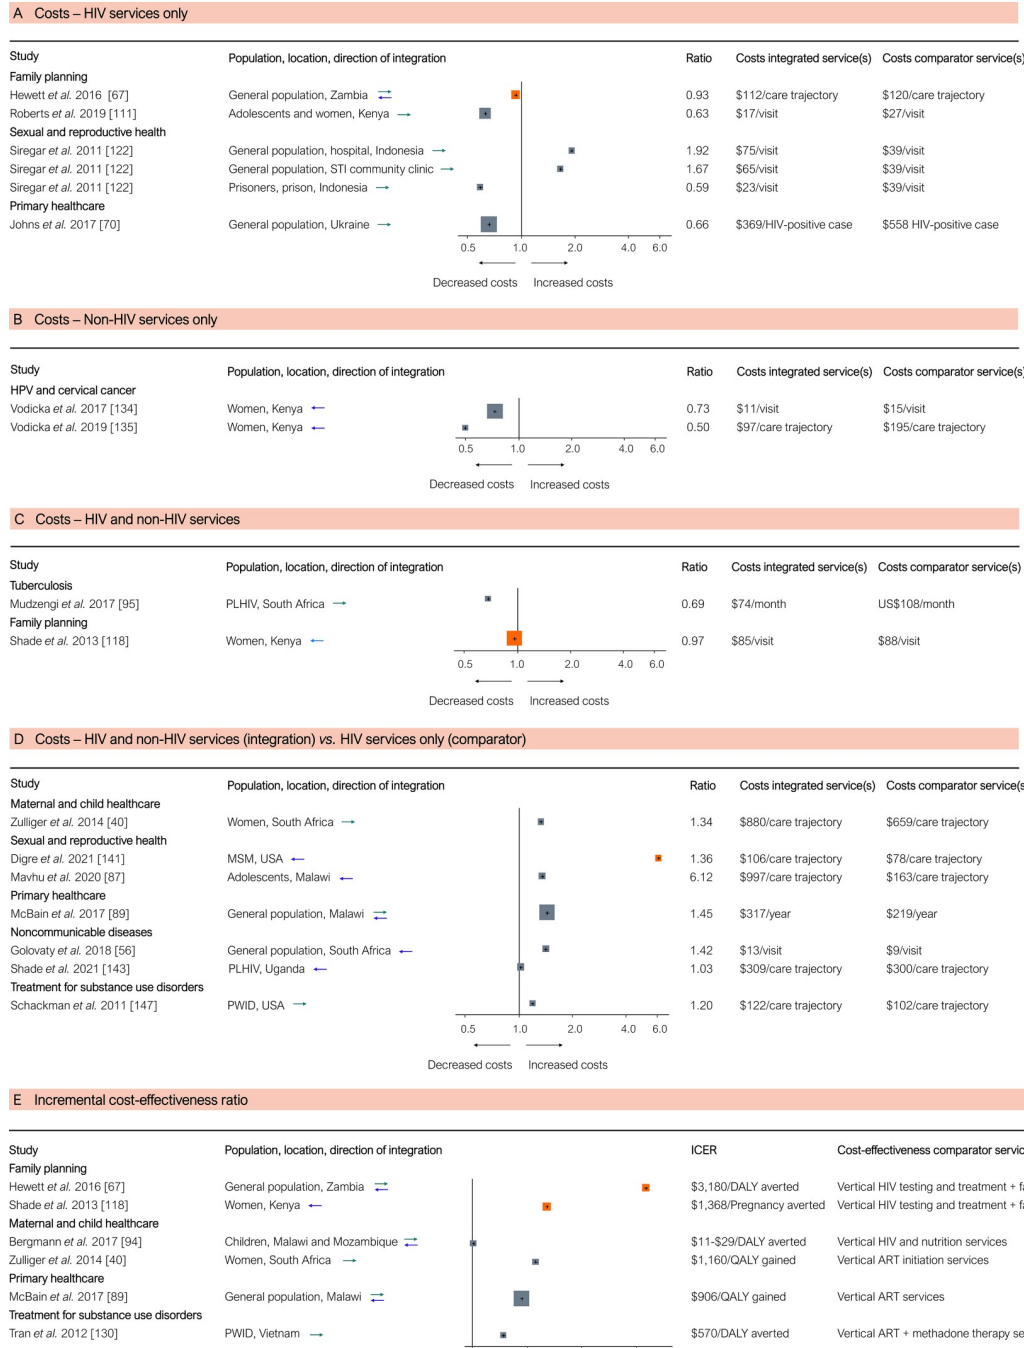 A Costs – HIV services only
Study Population, location, direction of integration Ratio Costs integrated service(s) Costs comparator service(s)
Family planning
Hewett et al. 2016 [67] General population, Zambia 0.93 $112/care trajectory $120/care trajectory
Roberts et al. 2019 [111] Adolescents and women, Kenya 0.63 $17/visit $27/visit
Sexual and reproductive health
Siregar et al. 2011 [122] General population, hospital, Indonesia 1.92 $75/visit $39/visit
Siregar et al. 2011 [122] General population, STI community clinic 1.67 $65/visit $39/visit
Siregar et al. 2011 [122] Prisoners, prison, Indonesia 0.59 $23/visit $39/visit
Primary healthcare
Johns et al. 2017 [70] General population, Ukraine 0.66 $369/HIV-positive case $558 HIV-positive case
0.5 1.0 2.0 4.0 6.0
Decreased costs Increased costs
B Costs – Non-HIV services only
Study Population, location, direction of integration Ratio Costs integrated service(s) Costs comparator service(s)
HPV and cervical cancer
Vodicka et al. 2017 [134] Women, Kenya 0.73 $11/visit $15/visit
Vodicka et al. 2019 [135] Women, Kenya 0.50 $97/care trajectory $195/care trajectory
0.5 1.0 2.0 4.0 6.0
Decreased costs Increased costs
C Costs – HIV and non-HIV services
Study Population, location, direction of integration Ratio Costs integrated service(s) Costs comparator service(s)
Tuberculosis
Mudzengi et al. 2017 [95] PLHIV, South Africa 0.69 $74/month US$108/month
Family planning
Shade et al. 2013 [118] Women, Kenya 0.97 $85/visit $88/visit
0.5 1.0 2.0 4.0 6.0
Decreased costs Increased costs
D Costs – HIV and non-HIV services (integration) vs. HIV services only (comparator)
Study Population, location, direction of integration Ratio Costs integrated service(s) Costs comparator service(s)
Maternal and child healthcare
Zulliger et al. 2014 [40] Women, South Africa 1.34 $880/care trajectory $659/care trajectory
Sexual and reproductive health
Digre et al. 2021 [141] MSM, USA 1.36 $106/care trajectory $78/care trajectory
Mavhu et al. 2020 [87] Adolescents, Malawi 6.12 $997/care trajectory $163/care trajectory
Primary healthcare
McBain et al. 2017 [89] General population, Malawi 1.45 $317/year $219/year
Noncommunicable diseases
Golovaty et al. 2018 [56] General population, South Africa 1.42 $13/visit $9/visit
Shade et al. 2021 [143] PLHIV, Uganda 1.03 $309/care trajectory $300/care trajectory
Treatment for substance use disorders
Schackman et al. 2011 [147] PWID, USA 1.20 $122/care trajectory $102/care trajectory
0.5 1.0 2.0 4.0 6.0
Decreased costs Increased costs
E Incremental cost-effectiveness ratio
Study Population, location, direction of integration ICER Cost-effectiveness comparator
Family planning
Hewett et al. 2016 [67] General population, Zambia $3,180/DALY averted Vertical HIV testing and treatment +
Shade et al. 2013 [118] Women, Kenya $1,368/Pregnancy averted Vertical HIV testing and treatment +
Maternal and child healthcare
Bergmann et al. 2017 [94] Children, Malawi and Mozambique $11-$29/DALY averted Vertical HIV and nutrition services
Zulliger et al. 2014 [40] Women, South Africa $1,160/QALY gained Vertical ART initiation services
Primary healthcare
McBain et al. 2017 [89] General population, Malawi $906/QALY gained Vertical ART services
Treatment for substance use disorders
Tran et al. 2012 [130] PWID, Vietnam $570/DALY averted Vertical ART + methadone therapy